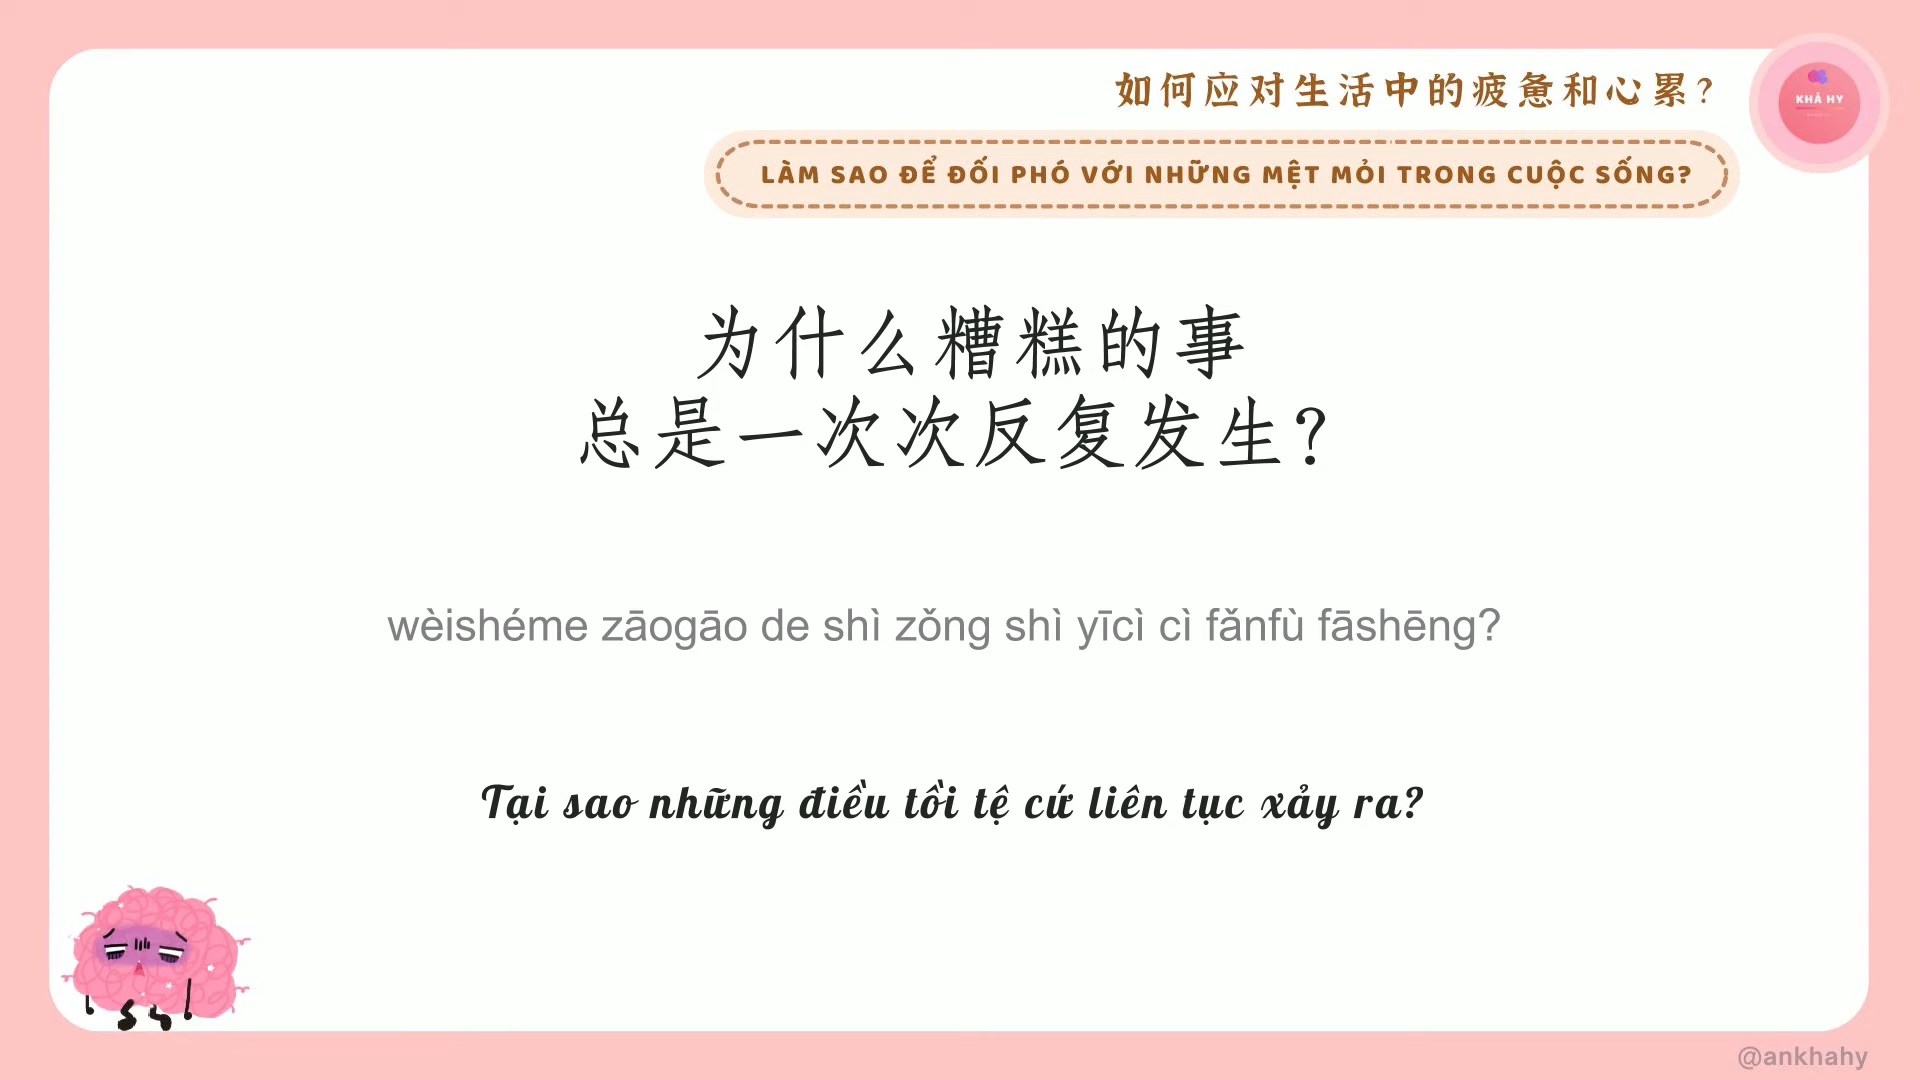 如何应对生活中的疲惫和心累?
KHẢ HY
LÀM SAO ĐỂ ĐỐI PHÓ VỚI NHỮNG MỆT MỎI TRONG CUỘC SỐNG?
为什么糟糕的事
总是一次次反复发生?
wèishéme zāogāo de shì zǒng shì yīcì cì fǎnfù fāshēng?
Tại sao những điều tồi tệ cứ liên tục xảy ra?
@ankhahy